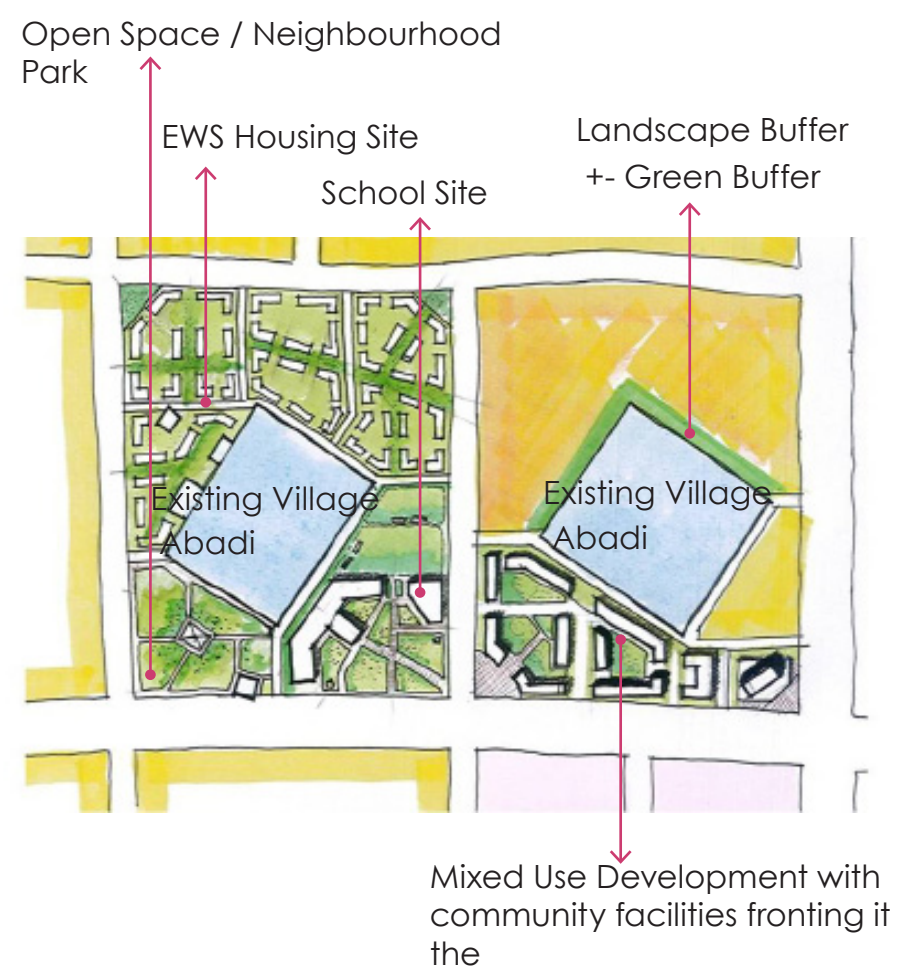 Open Space / Neighbourhood
Park
EWS Housing Site
Landscape Buffer
+- Green Buffer
School Site
Existing Village
Abadi
Existing Village
Abadi
Mixed Use Development with
community facilities fronting it
the